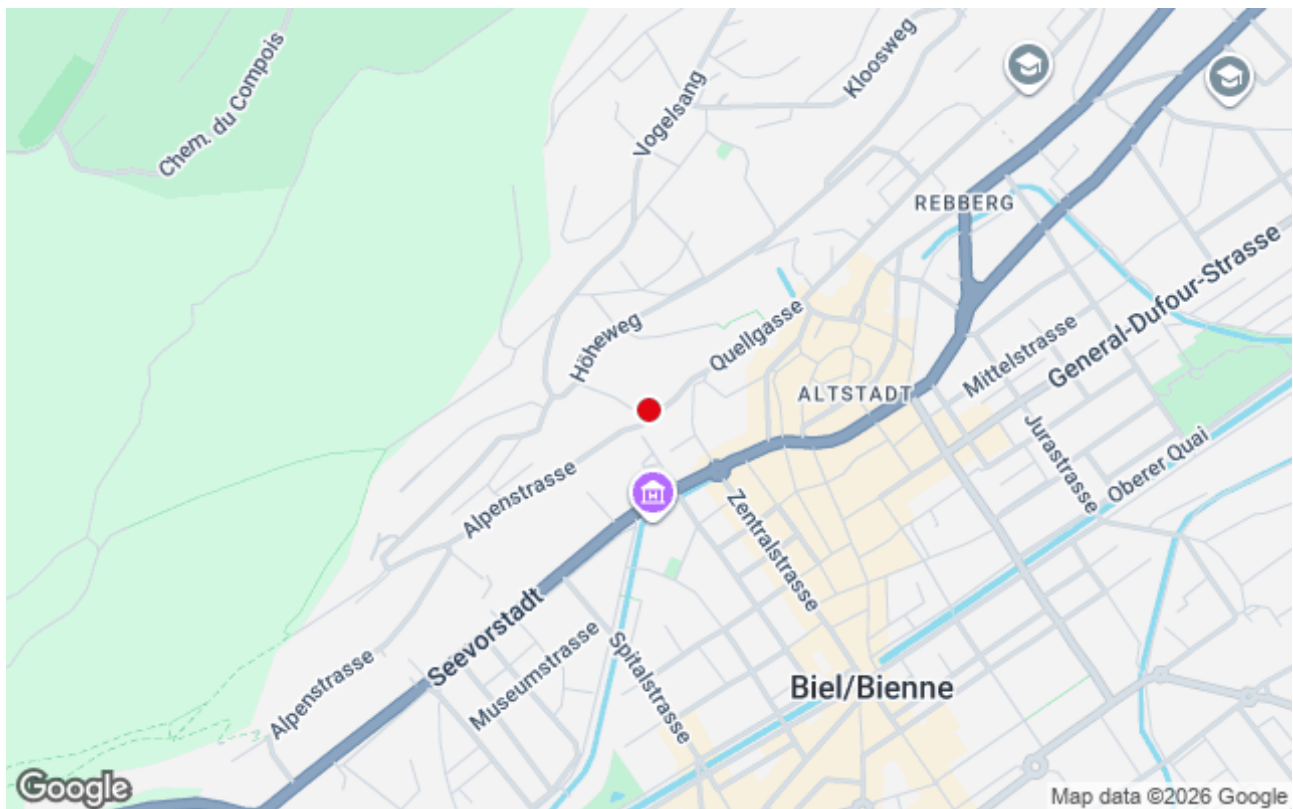 Chem. du Compois
Vogelsang
Kloosweg
REBBERG
General-Dufour-Strasse
Mittelstrasse
Höheweg
Quellgasse
ALTSTADT
Jurastrasse
Oberer Quai
Alpenstrasse
Zentralstrasse
Seevorstadt
Museumstrasse
Spitalstrasse
Alpenstrasse
Biel/Bienne
Google
Map data ©2026 Google